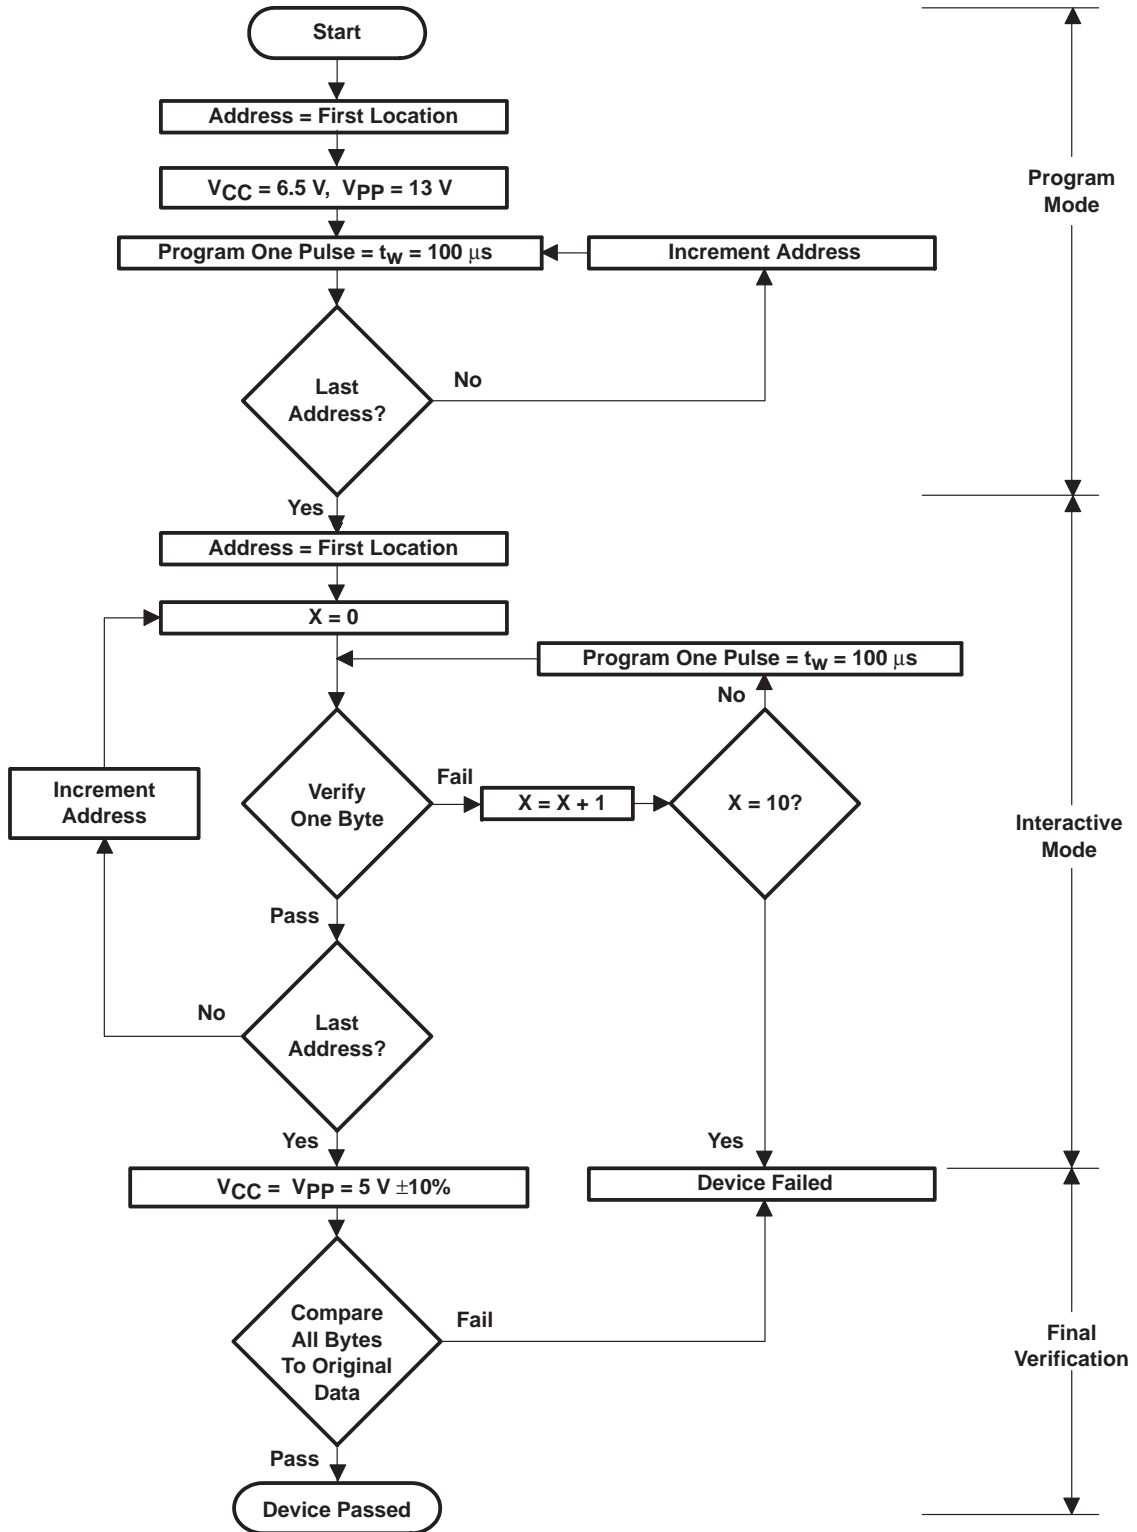 Start
Address = First Location
VCC = 6.5 V, VPP = 13 V
Program One Pulse = tw = 100 μs
Increment Address
Last
Address?
No
Yes
Program
Mode
Address = First Location
X = 0
Program One Pulse = tw = 100 μs
No
Increment
Address
Verify
One Byte
Fail
X = X + 1
X = 10?
Interactive
Mode
Pass
No
Last
Address?
Yes
Yes
VCC = VPP = 5 V ±10%
Device Failed
Compare
All Bytes
To Original
Data
Fail
Final
Verification
Pass
Device Passed